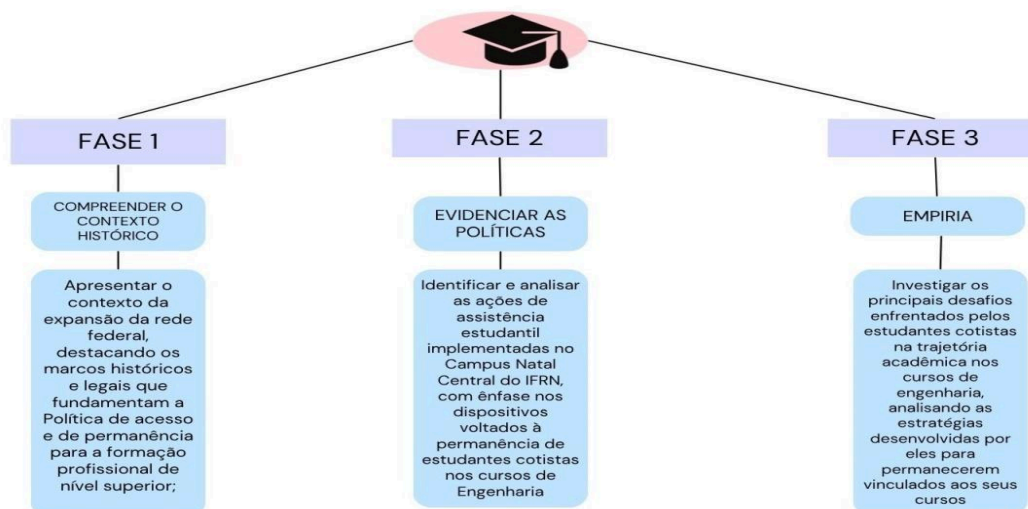 FASE 1
COMPREENDER O
CONTEXTO
HISTÓRICO
Apresentar o
contexto da
expansão da rede
federal,
destacando os
marcos históricos
e legais que
fundamentam a
Política de acesso
e de permanência
para a formação
profissional de
nível superior;
FASE 2
EVIDENCIAR AS
POLÍTICAS
Identificar e analisar
as ações de
assistência
estudantil
implementadas no
Campus Natal
Central do IFRN,
com ênfase nos
dispositivos
voltados à
permanência de
estudantes cotistas
nos cursos de
Engenharia
FASE 3
EMPIRIA
Investigar os
principais desafios
enfrentados pelos
estudantes cotistas
na trajetória
acadêmica nos
cursos de
engenharia,
analisando as
estratégias
desenvolvidas por
eles para
permanecerem
vinculados aos seus
cursos